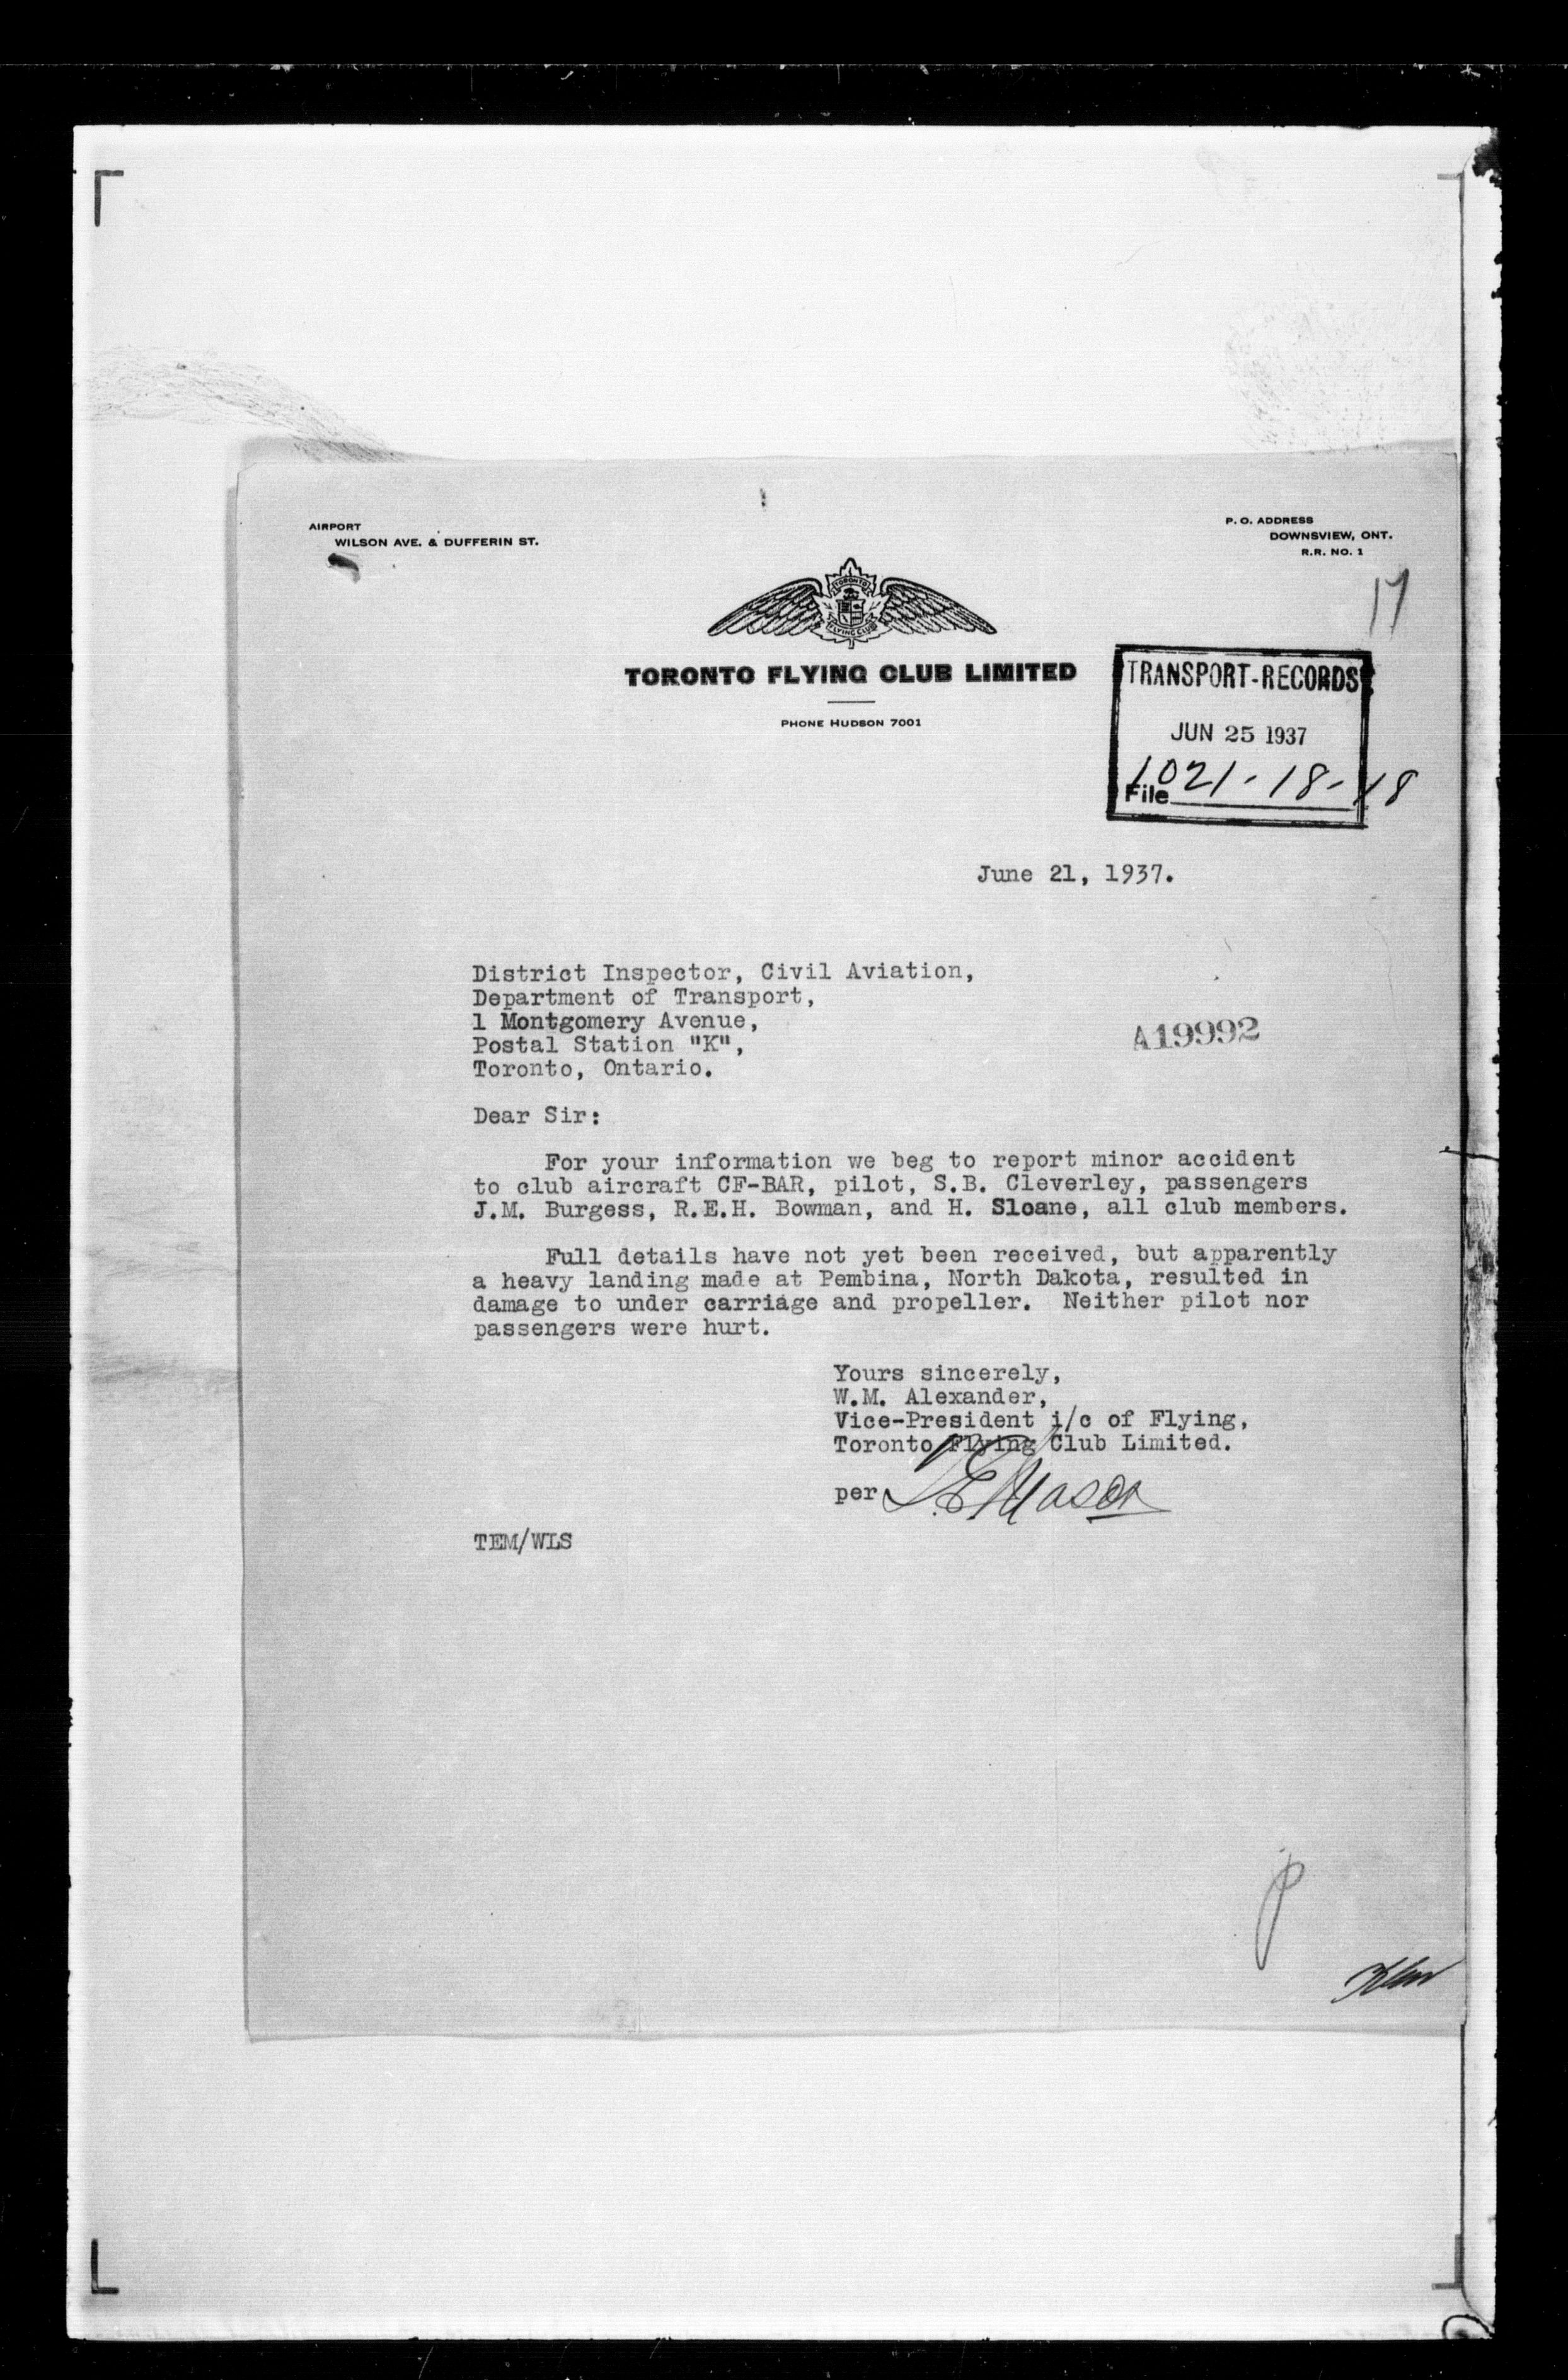 AIRPORT
WILSON AVE. & DUFFERIN ST.
P. O. ADDRESS
DOWNSVIEW, ONT.
R.R. NO. 1
17
TORONTO
FLYING CLUB
TORONTO FLYING CLUB LIMITED
PHONE HUDSON 7001
TRANSPORT-RECORDS
JUN 25 1937
File 1021-18-18
June 21, 1937.
District Inspector, Civil Aviation,
Department of Transport,
1 Montgomery Avenue,
Postal Station "K",
Toronto, Ontario.
A19992
Dear Sir:
For your information we beg to report minor accident
to club aircraft CF-BAR, pilot, S.B. Cleverley, passengers
J.M. Burgess, R.E.H. Bowman, and H. Sloane, all club members.
Full details have not yet been received, but apparently
a heavy landing made at Pembina, North Dakota, resulted in
damage to under carriage and propeller. Neither pilot nor
passengers were hurt.
Yours sincerely,
W.M. Alexander,
Vice-President i/c of Flying,
Toronto Flying Club Limited.
per T.E. Mason
TEM/WLS